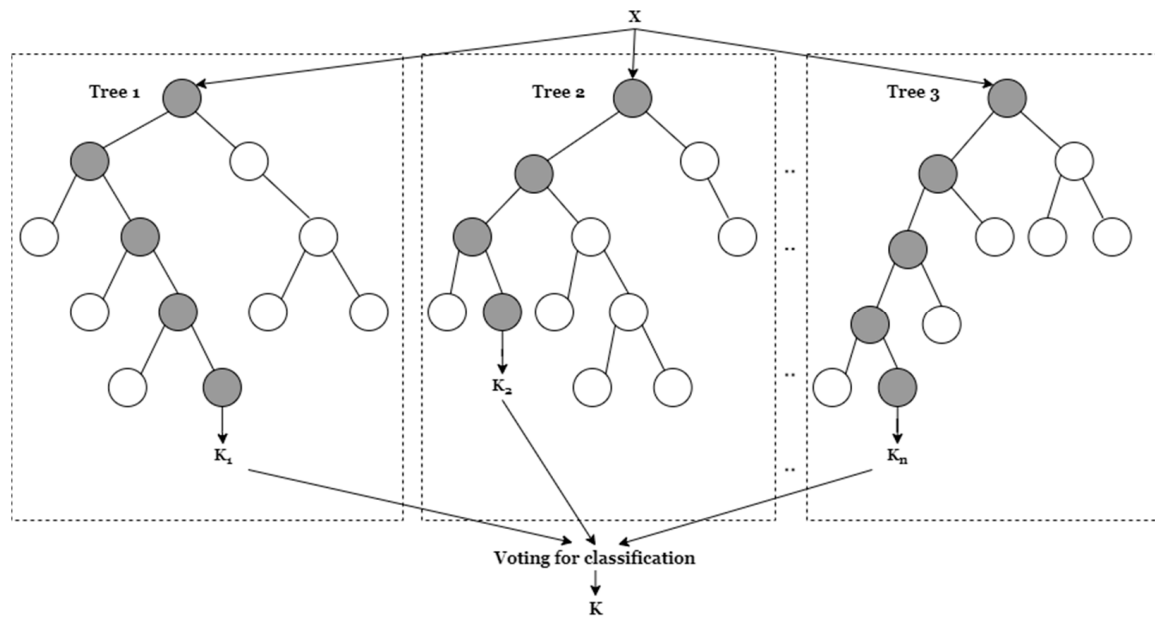 X
Tree 1
Tree 2
Tree 3
..
..
K₂
..
K₁
Kₙ
..
Voting for classification
K